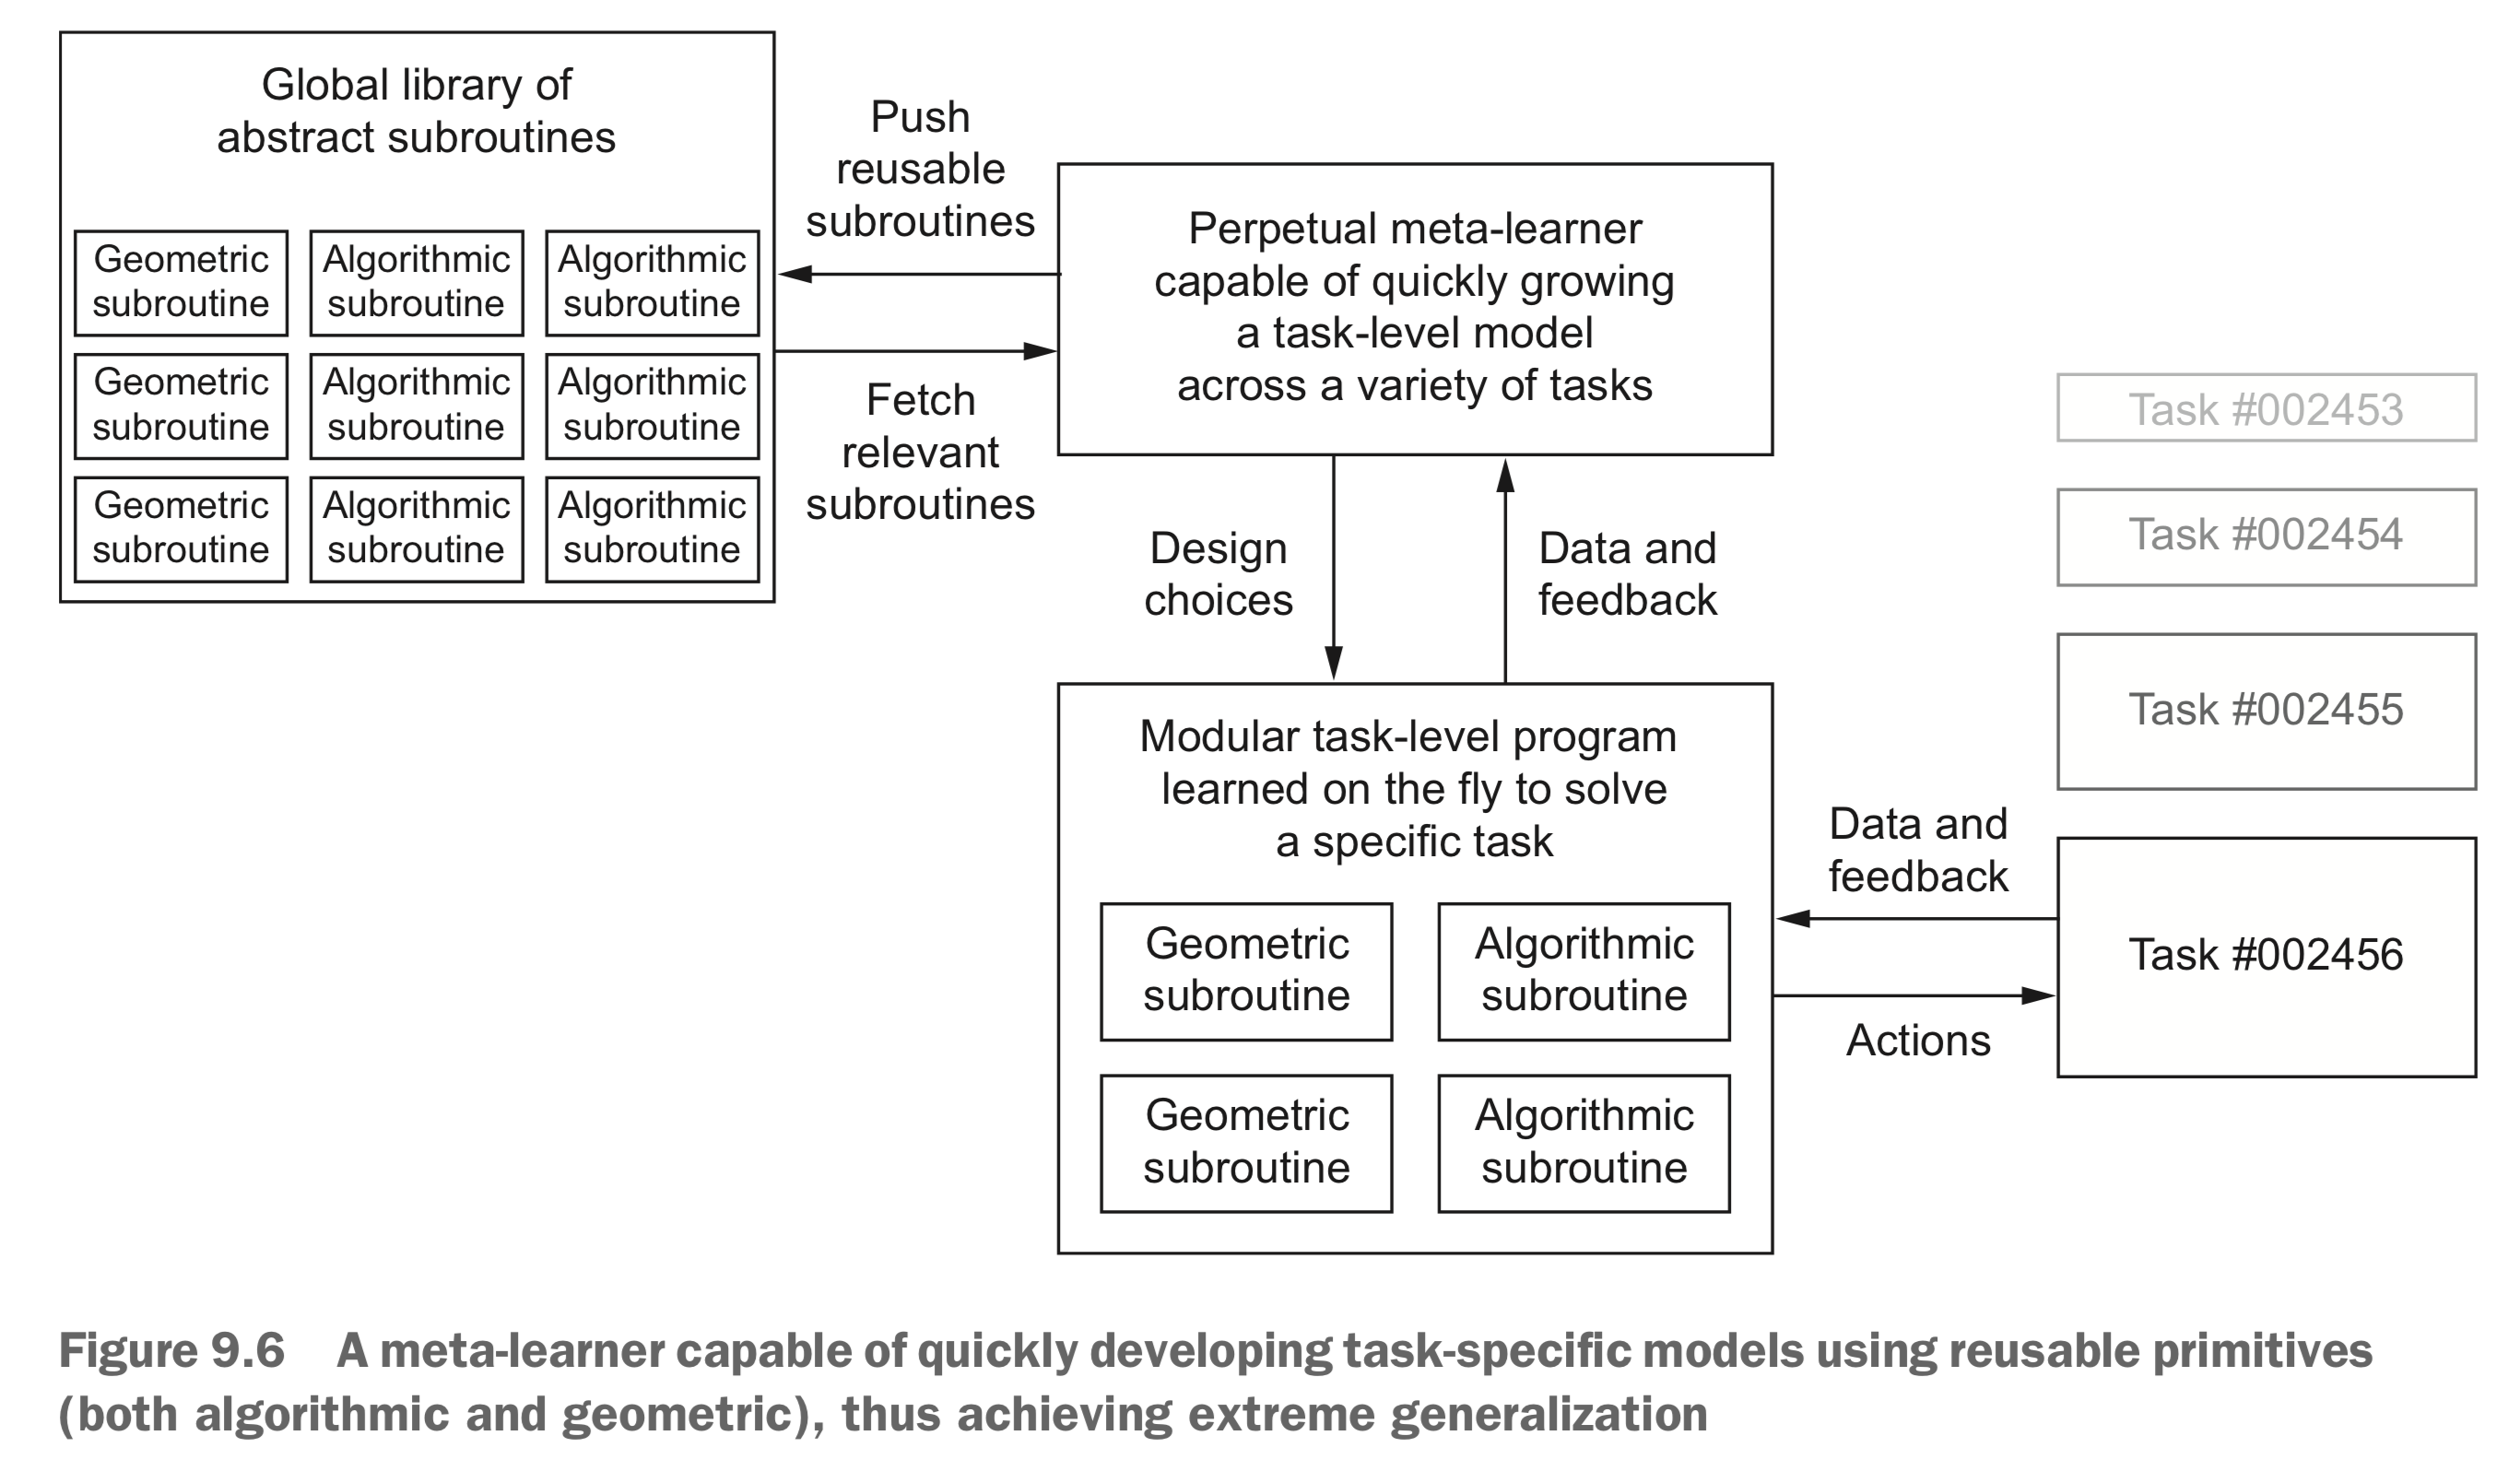 Global library of
abstract subroutines
Geometric
subroutine
Algorithmic
subroutine
Algorithmic
subroutine
Geometric
subroutine
Algorithmic
subroutine
Algorithmic
subroutine
Geometric
subroutine
Algorithmic
subroutine
Algorithmic
subroutine
Push
reusable
subroutines
Fetch
relevant
subroutines
Perpetual meta-learner
capable of quickly growing
a task-level model
across a variety of tasks
Design
choices
Data and
feedback
Modular task-level program
learned on the fly to solve
a specific task
Geometric
subroutine
Algorithmic
subroutine
Geometric
subroutine
Algorithmic
subroutine
Data and
feedback
Actions
Task #002453
Task #002454
Task #002455
Task #002456
Figure 9.6 A meta-learner capable of quickly developing task-specific models using reusable primitives
(both algorithmic and geometric), thus achieving extreme generalization